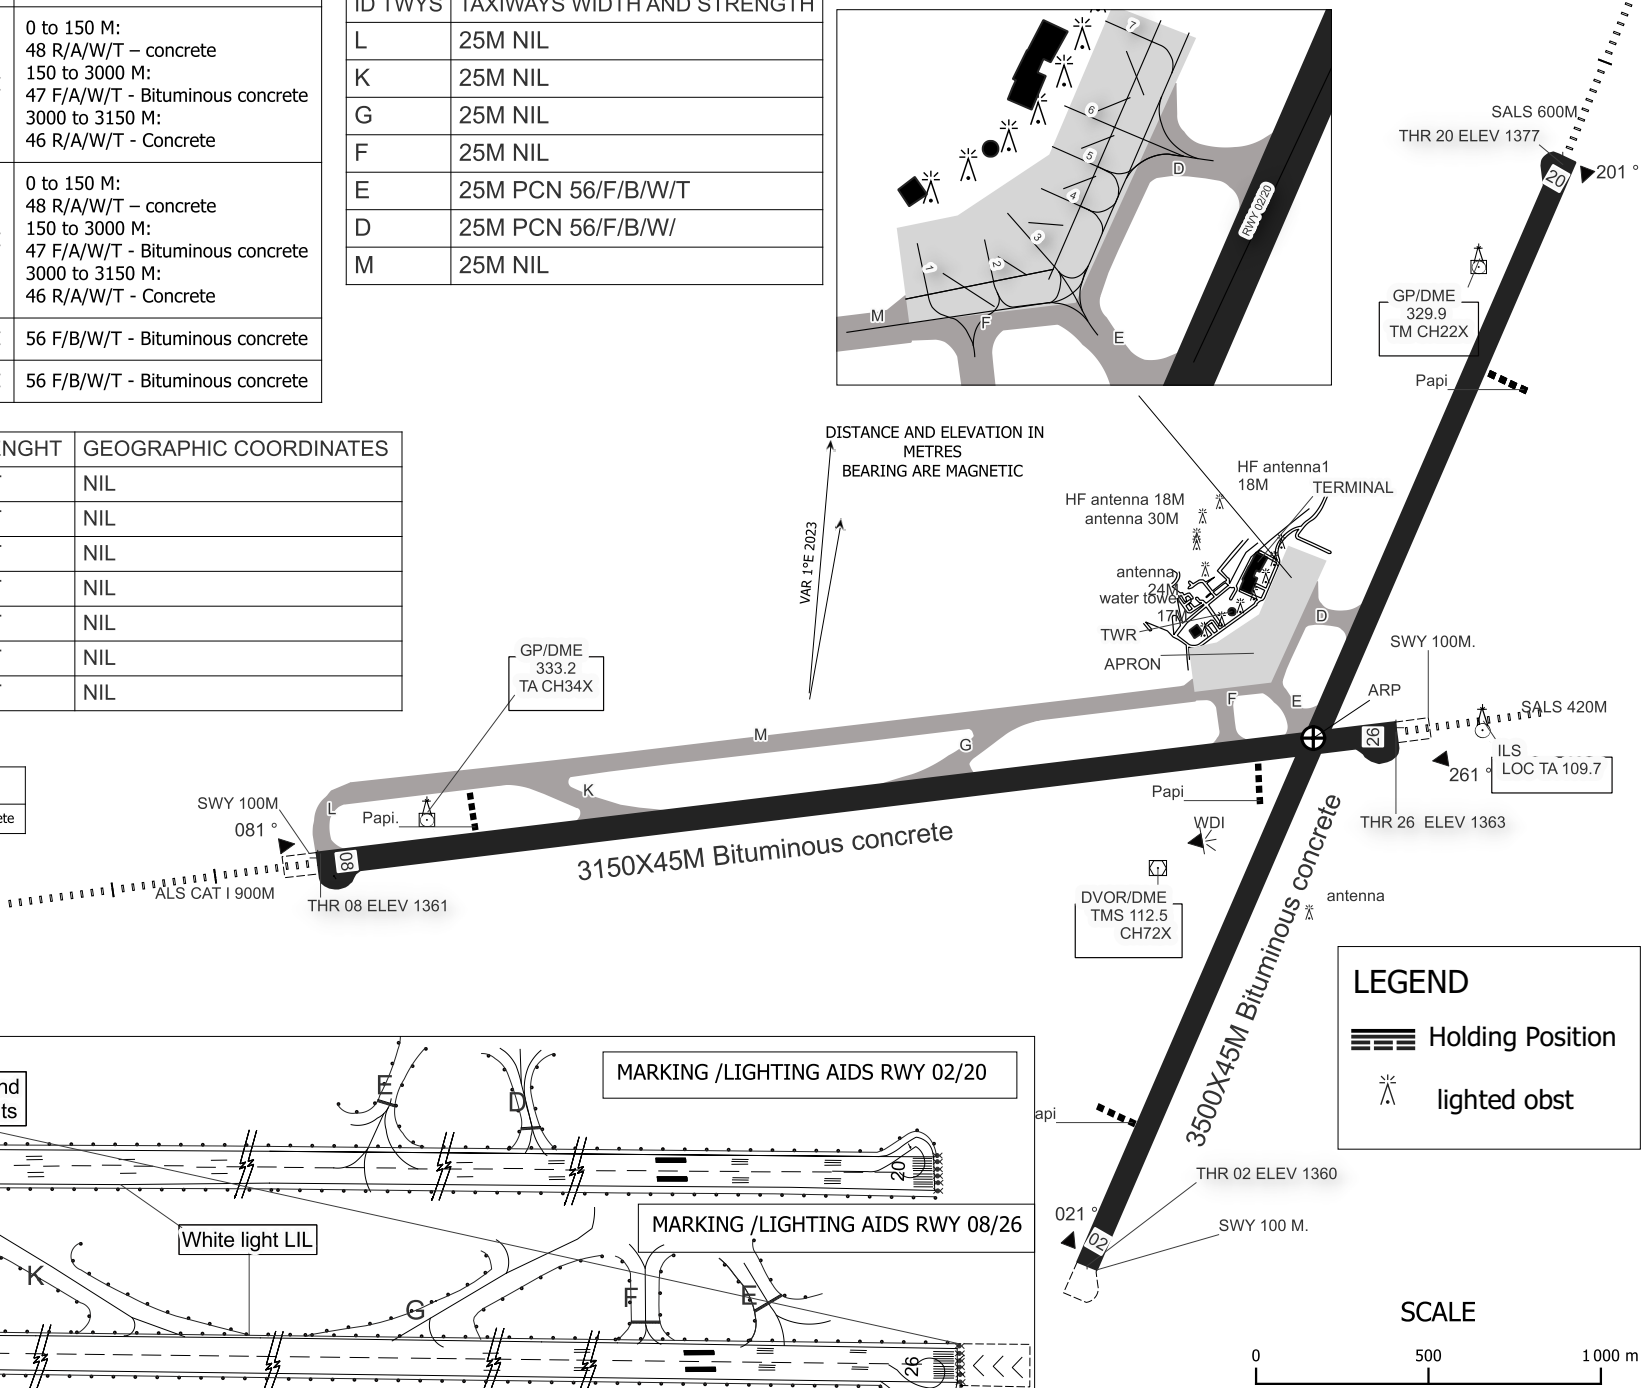 0 to 150 M:
48 R/A/W/T – concrete
150 to 3000 M:
47 F/A/W/T - Bituminous concrete
3000 to 3150 M:
46 R/A/W/T - Concrete
0 to 150 M:
48 R/A/W/T – concrete
150 to 3000 M:
47 F/A/W/T - Bituminous concrete
3000 to 3150 M:
46 R/A/W/T - Concrete
56 F/B/W/T - Bituminous concrete
56 F/B/W/T - Bituminous concrete
ID TWYS TAXIWAYS WIDTH AND STRENGTH
L 25M NIL
K 25M NIL
G 25M NIL
F 25M NIL
E 25M PCN 56/F/B/W/T
D 25M PCN 56/F/B/W/
M 25M NIL
GEOGRAPHIC COORDINATES
NIL
NIL
NIL
NIL
NIL
NIL
NIL
7
6
5
4
3
2
1
D
M
F
E
RWY 02/20
SALS 600M
THR 20 ELEV 1377
20
201 °
GP/DME
329.9
TM CH22X
Papi
DISTANCE AND ELEVATION IN
METRES
BEARING ARE MAGNETIC
VAR 1°E 2023
HF antenna1
18M
TERMINAL
HF antenna 18M
antenna 30M
antenna
24M
water tower
17M
TWR
APRON
D
SWY 100M.
ARP
F
E
SALS 420M
26
ILS
LOC TA 109.7
261 °
THR 26 ELEV 1363
GP/DME
333.2
TA CH34X
M
G
K
L
SWY 100M
081 °
Papi.
08
ALS CAT I 900M
THR 08 ELEV 1361
3150X45M Bituminous concrete
Papi
WDI
DVOR/DME
TMS 112.5
CH72X
antenna
3500X45M Bituminous concrete
THR 02 ELEV 1360
SWY 100 M.
021 °
02
LEGEND
Holding Position
lighted obst
SCALE
0 500 1 000 m
MARKING /LIGHTING AIDS RWY 02/20
E
D
20
White light LIL
MARKING /LIGHTING AIDS RWY 08/26
K
G
F
E
26